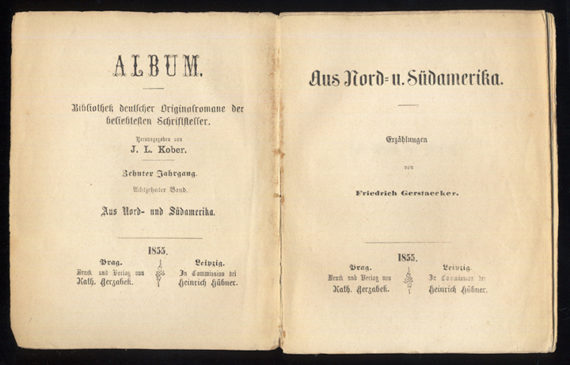 ALBUM.
Bibliothek deutscher Originalromane der
beliebtesten Schriftsteller.
Herausgegeben von
J. L. Kober.
Zehnter Jahrgang.
Achtzehnter Band.
Aus Nord- und Südamerika.
1855.
Prag.
Druck und Verlag von
Kath. Gerzabek.
Leipzig.
In Commission bei
Heinrich Hübner.
Aus Nord- u. Südamerika.
Erzählungen
von
Friedrich Gerstaecker.
1855.
Prag.
Druck und Verlag von
Kath. Gerzabek.
Leipzig.
In Commission bei
Heinrich Hübner.